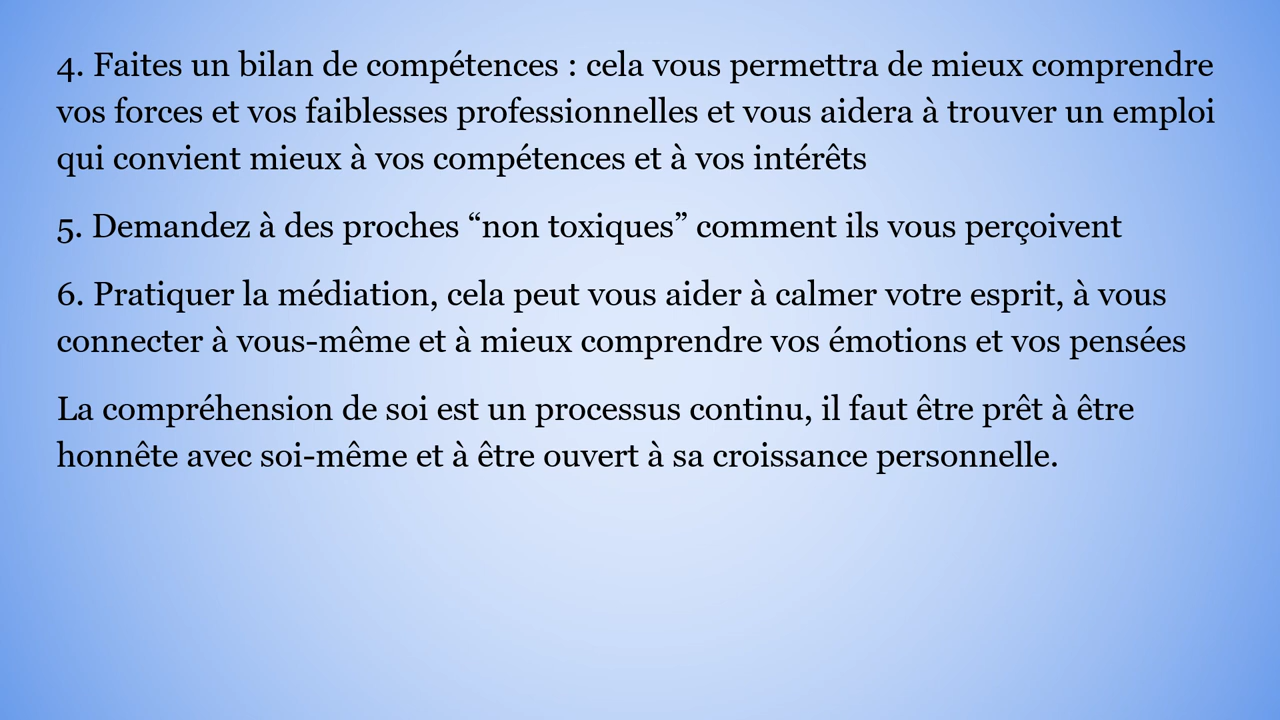 4. Faites un bilan de compétences : cela vous permettra de mieux comprendre
vos forces et vos faiblesses professionnelles et vous aidera à trouver un emploi
qui convient mieux à vos compétences et à vos intérêts
5. Demandez à des proches “non toxiques” comment ils vous perçoivent
6. Pratiquer la médiation, cela peut vous aider à calmer votre esprit, à vous
connecter à vous-même et à mieux comprendre vos émotions et vos pensées
La compréhension de soi est un processus continu, il faut être prêt à être
honnête avec soi-même et à être ouvert à sa croissance personnelle.